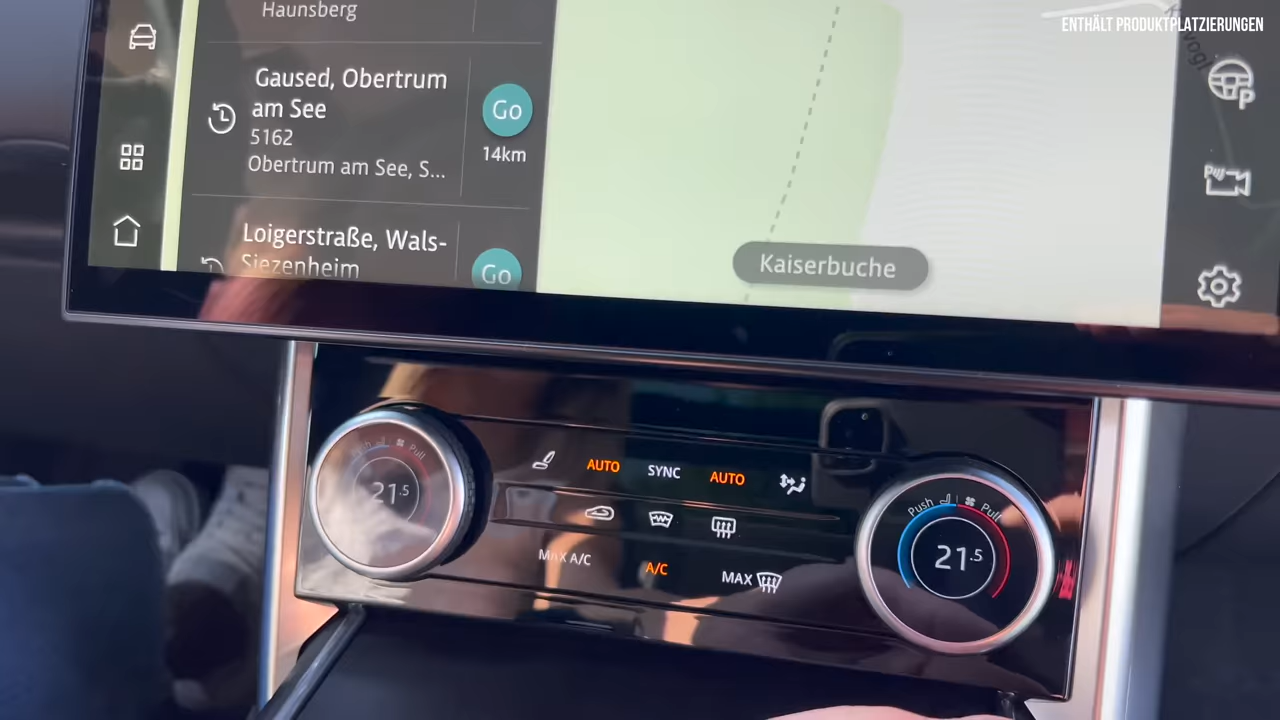 ENTHÄLT PRODUKTPLATZIERUNGEN
Haunsberg
Gaused, Obertrum
am See
5162
Obertrum am See, S...
Go
14km
Loigerstraße, Wals-
Siezenheim
Go
Kaiserbuche
P
Pull
21.5
AUTO SYNC AUTO
MAX A/C A/C MAX
Push Pull
21.5